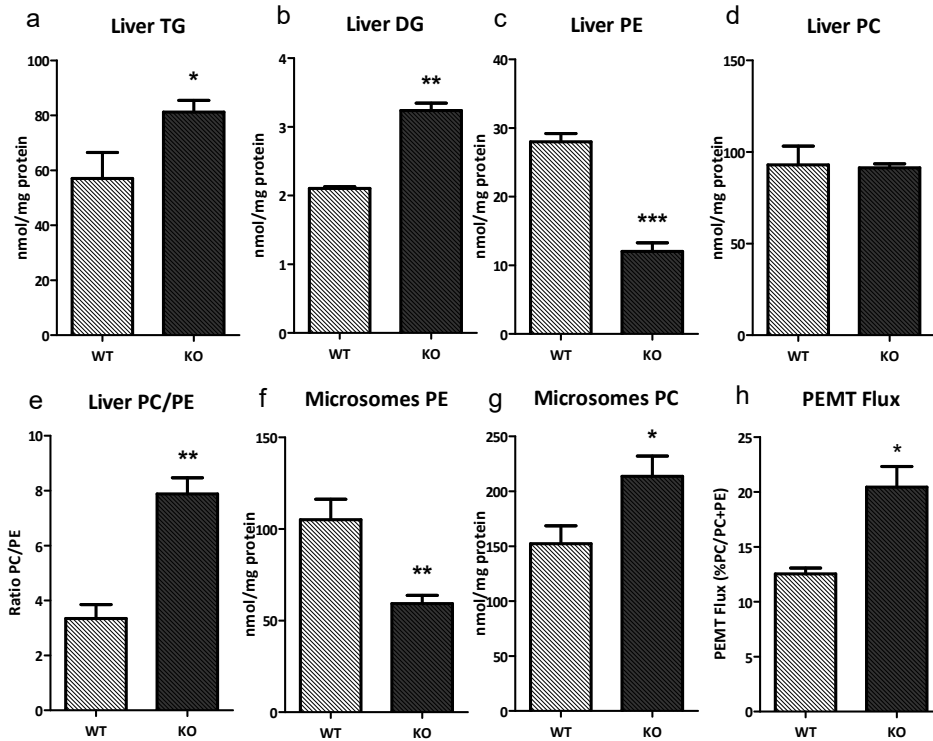 a
Liver TG
nmol/mg protein
100
80
60
40
20
0
*
WT
KO
b
Liver DG
nmol/mg protein
4
3
2
1
0
**
WT
KO
c
Liver PE
nmol/mg protein
40
30
20
10
0
***
WT
KO
d
Liver PC
nmol/mg protein
150
100
50
0
WT
KO
e
Liver PC/PE
Ratio PC/PE
10
8
6
4
2
0
**
WT
KO
f
Microsomes PE
nmol/mg protein
150
100
50
0
**
WT
KO
g
Microsomes PC
nmol/mg protein
250
200
150
100
50
0
*
WT
KO
h
PEMT Flux
PEMT Flux (%PC/PC+PE)
25
20
15
10
5
0
*
WT
KO